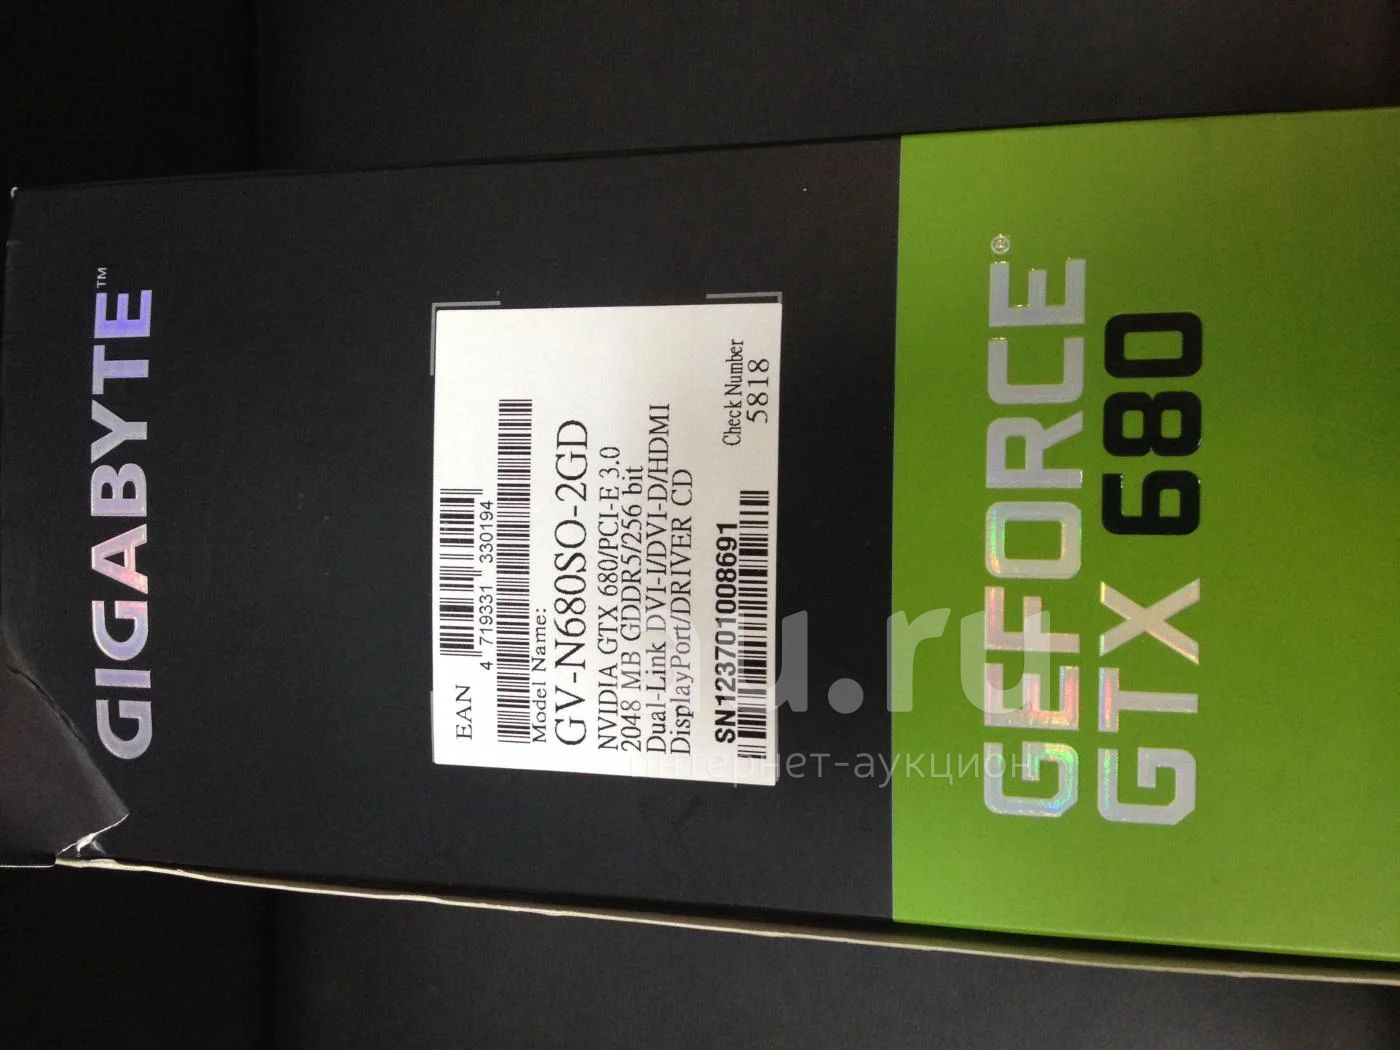 GIGABYTE™
EAN
4 719331 330194
Model Name:
GV-N680SO-2GD
NVIDIA GTX 680/PCI-E 3.0
2048 MB GDDR5/256 bit
Dual-Link DVI-I/DVI-D/HDMI
DisplayPort/DRIVER CD
SN123701008691
Check Number
5818
GEFORCE®
GTX 680
u.ru
интернет-аукцион